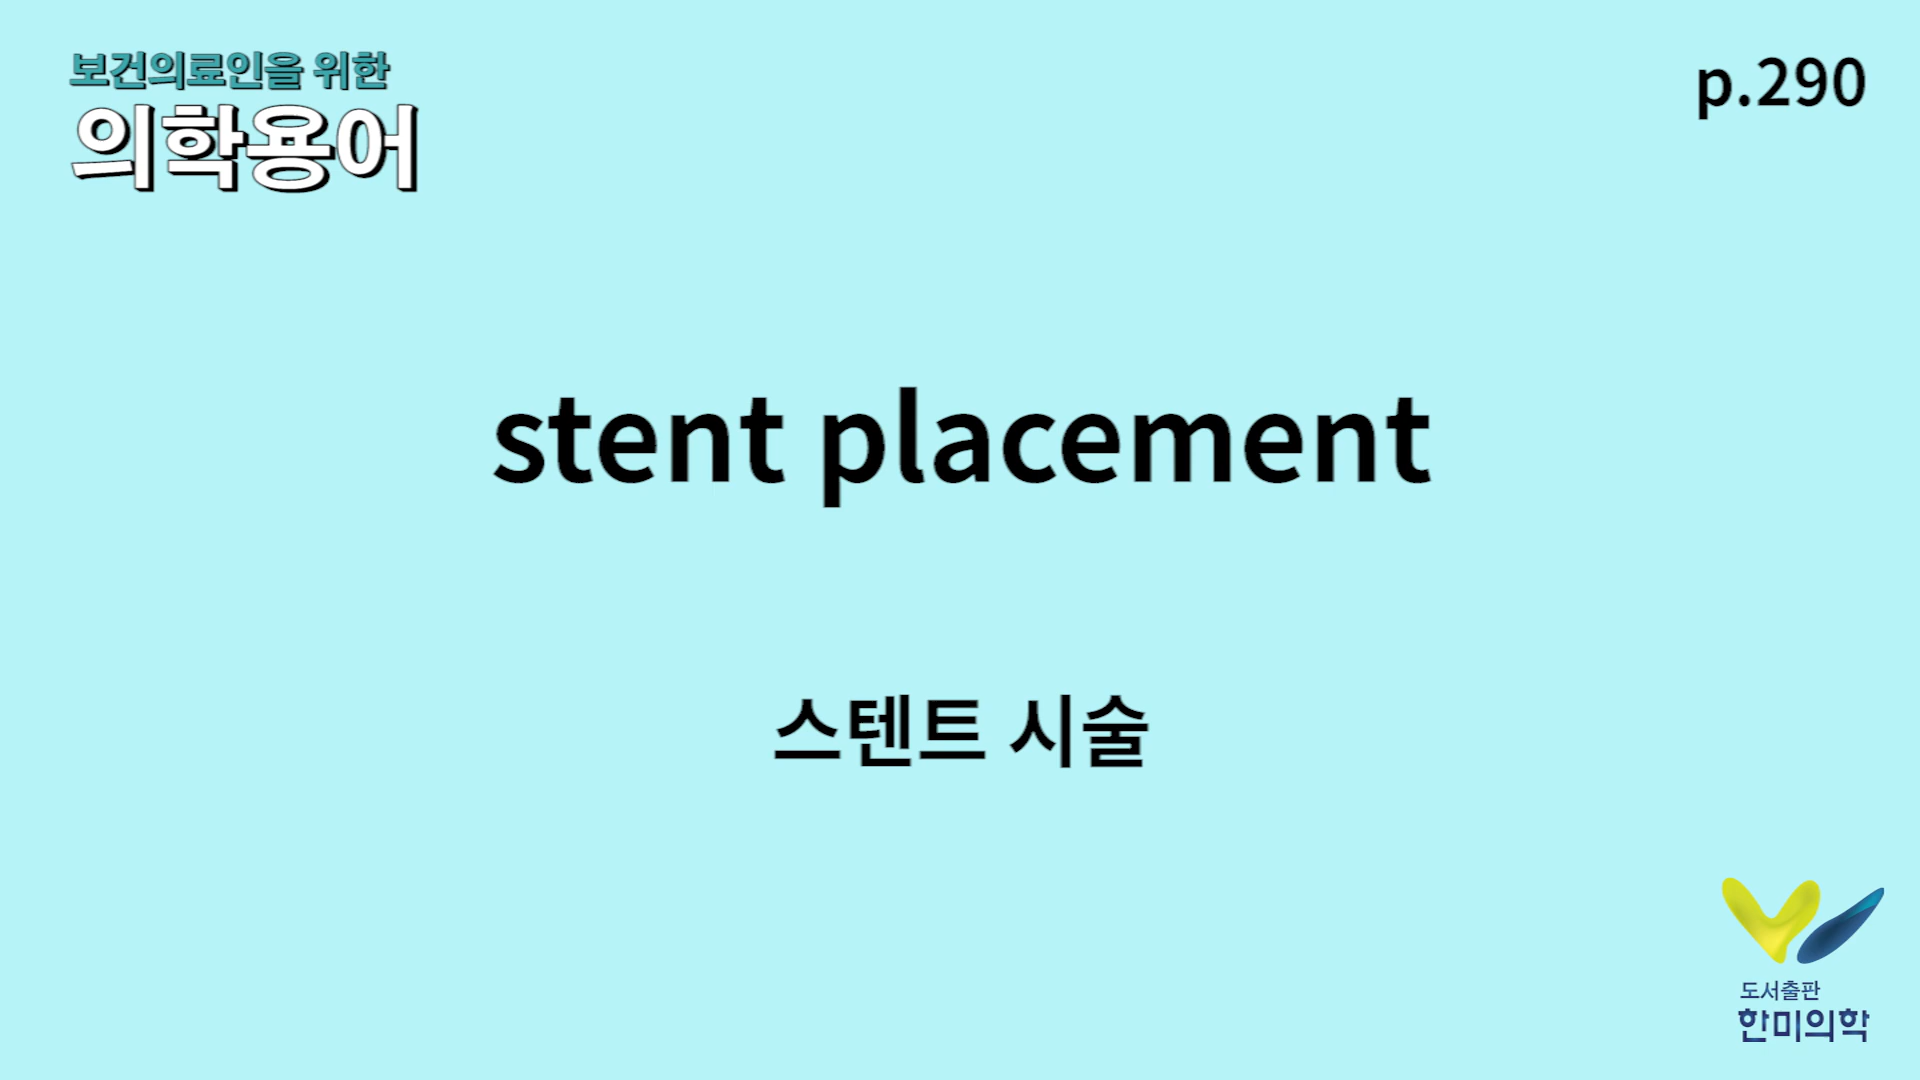 보건의료인을 위한
의학용어
p.290
stent placement
스텐트 시술
도서출판
한미의학